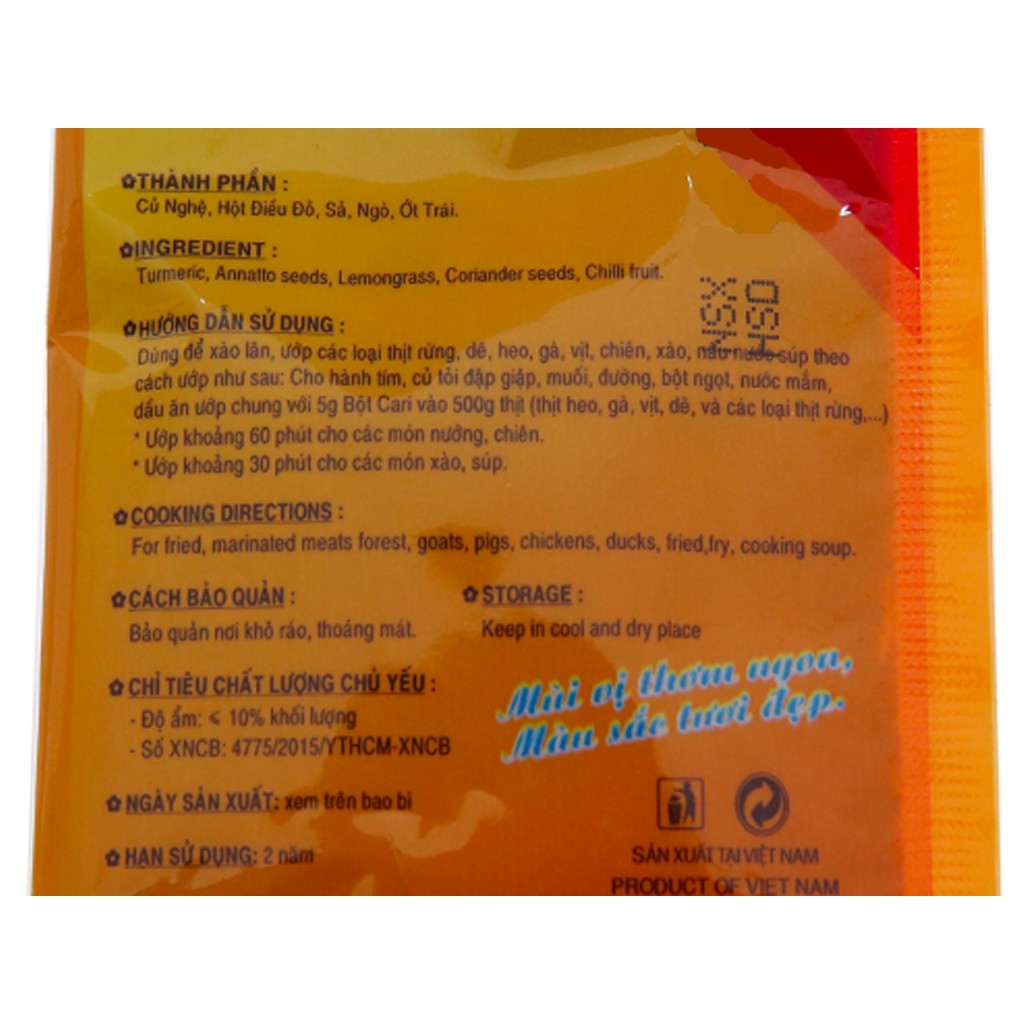 ✿THÀNH PHẦN :
Củ Nghệ, Hột Điều Đỏ, Sả, Ngò, Ớt Trái.
✿INGREDIENT :
Turmeric, Annatto seeds, Lemongrass, Coriander seeds, Chilli fruit.
NSX
HSD
✿HƯỚNG DẪN SỬ DỤNG :
Dùng để xào lăn, ướp các loại thịt rừng, dê, heo, gà, vịt, chiên, xào, nấu nước súp theo
cách ướp như sau: Cho hành tím, củ tỏi đập giập, muối, đường, bột ngọt, nước mắm,
dầu ăn ướp chung với 5g Bột Cari vào 500g thịt (thịt heo, gà, vịt, dê, và các loại thịt rừng,...)
* Ướp khoảng 60 phút cho các món nướng, chiên.
* Ướp khoảng 30 phút cho các món xào, súp.
✿COOKING DIRECTIONS :
For fried, marinated meats forest, goats, pigs, chickens, ducks, fried,fry, cooking soup.
✿CÁCH BẢO QUẢN :
Bảo quản nơi khô ráo, thoáng mát.
✿STORAGE :
Keep in cool and dry place
✿CHỈ TIÊU CHẤT LƯỢNG CHỦ YẾU :
- Độ ẩm: ≤ 10% khối lượng
- Số XNCB: 4775/2015/YTHCM-XNCB
Mùi vị thơm ngon,
Màu sắc tươi đẹp.
✿NGÀY SẢN XUẤT: xem trên bao bì
✿HẠN SỬ DỤNG: 2 năm
SẢN XUẤT TẠI VIỆT NAM
PRODUCT OF VIET NAM